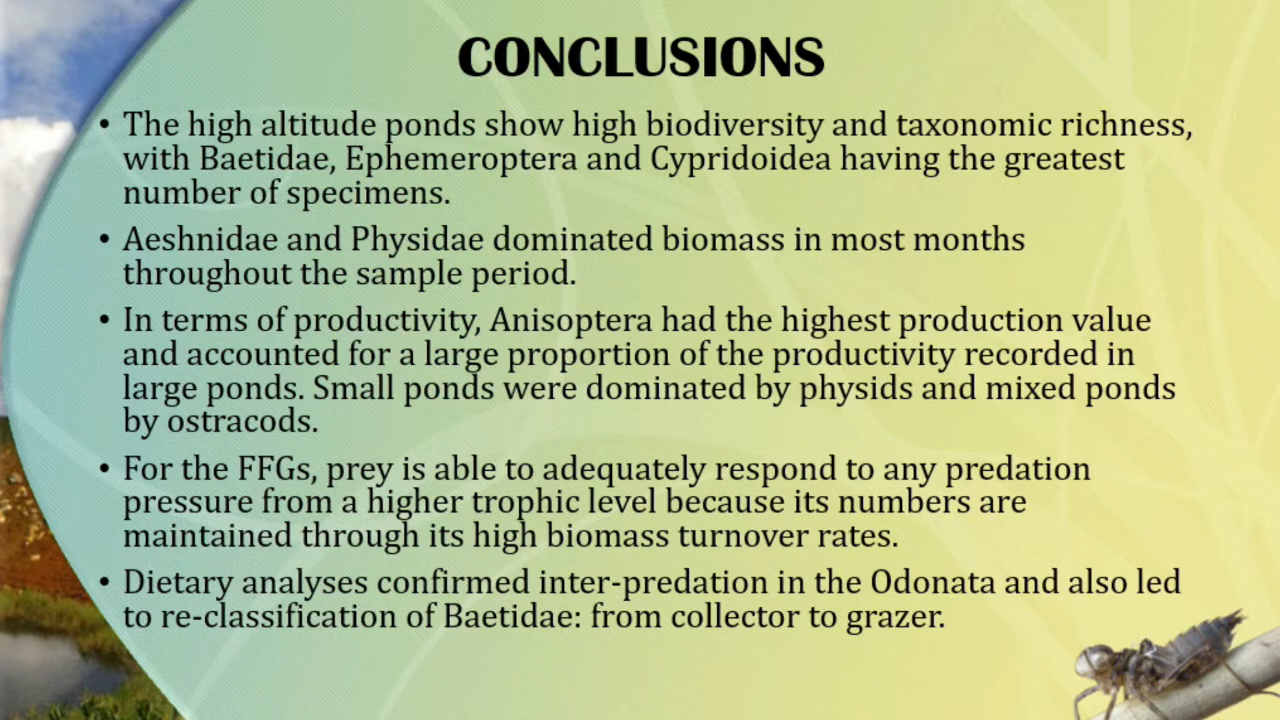 CONCLUSIONS
• The high altitude ponds show high biodiversity and taxonomic richness,
with Baetidae, Ephemeroptera and Cypridoidea having the greatest
number of specimens.
• Aeshnidae and Physidae dominated biomass in most months
throughout the sample period.
• In terms of productivity, Anisoptera had the highest production value
and accounted for a large proportion of the productivity recorded in
large ponds. Small ponds were dominated by physids and mixed ponds
by ostracods.
• For the FFGs, prey is able to adequately respond to any predation
pressure from a higher trophic level because its numbers are
maintained through its high biomass turnover rates.
• Dietary analyses confirmed inter-predation in the Odonata and also led
to re-classification of Baetidae: from collector to grazer.